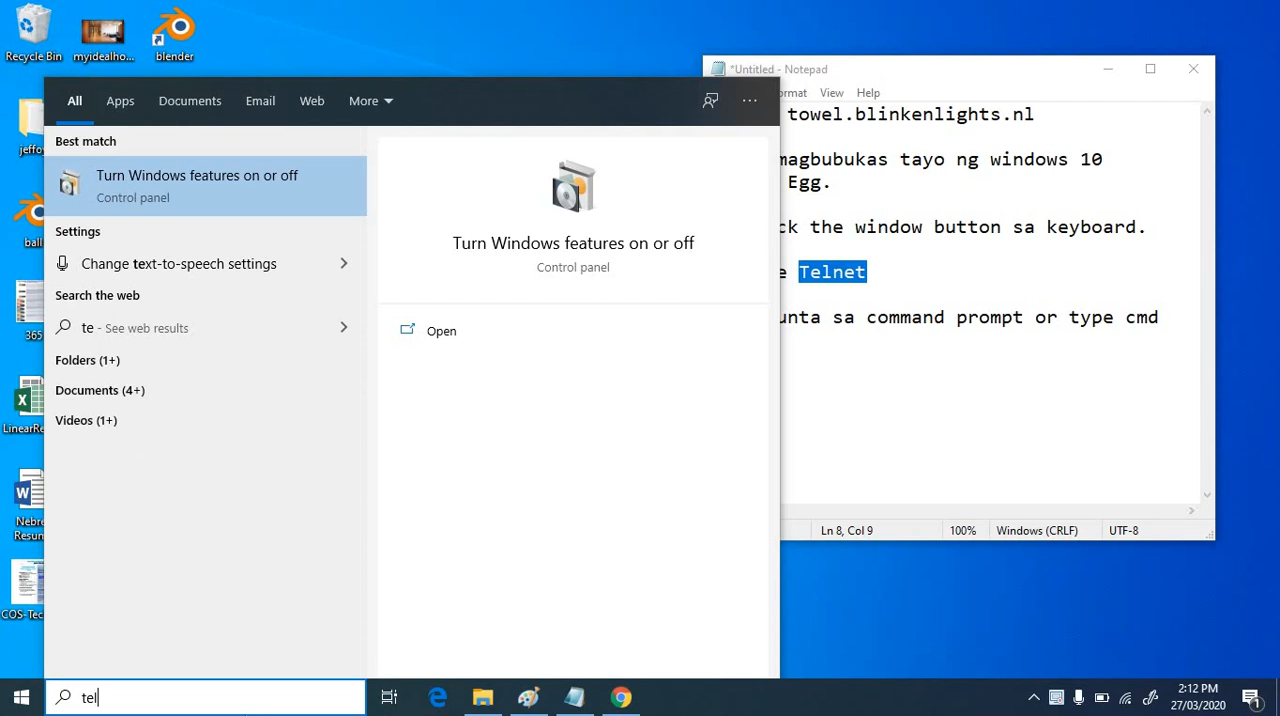 Recycle Bin
myidealho...
blender
jeffoy
ball
365
LinearRe
Nebre
Resum
COS-Tec
All
Apps
Documents
Email
Web
More
...
Best match
Turn Windows features on or off
Control panel
Settings
Change text-to-speech settings
Search the web
te - See web results
Folders (1+)
Documents (4+)
Videos (1+)
Turn Windows features on or off
Control panel
Open
*Untitled - Notepad
ormat
View
Help
towel.blinkenlights.nl
magbubukas tayo ng windows 10
Egg.
ck the window button sa keyboard.
e Telnet
unta sa command prompt or type cmd
Ln 8, Col 9
100%
Windows (CRLF)
UTF-8
tel
2:12 PM
27/03/2020
1